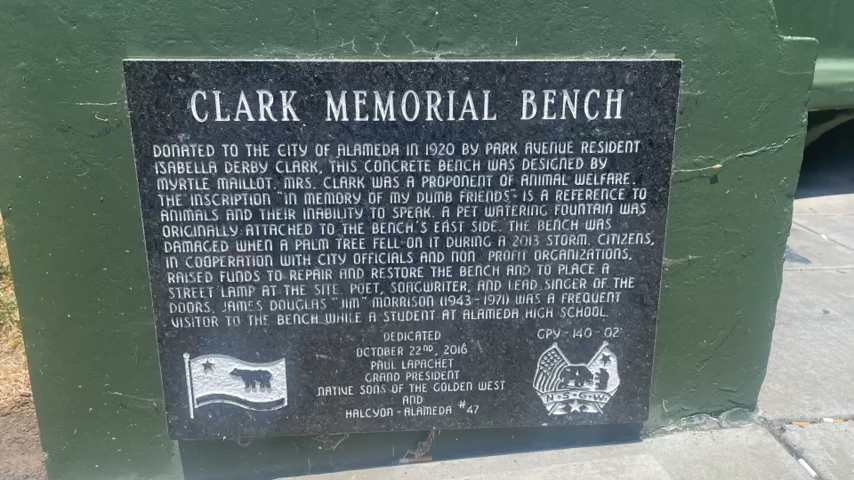 CLARK MEMORIAL BENCH
DONATED TO THE CITY OF ALAMEDA IN 1920 BY PARK AVENUE RESIDENT
ISABELLA DERBY CLARK, THIS CONCRETE BENCH WAS DESIGNED BY
MYRTLE MAILLOT. MRS. CLARK WAS A PROPONENT OF ANIMAL WELFARE.
THE INSCRIPTION "IN MEMORY OF MY DUMB FRIENDS" IS A REFERENCE TO
ANIMALS AND THEIR INABILITY TO SPEAK. A PET WATERING FOUNTAIN WAS
ORIGINALLY ATTACHED TO THE BENCH'S EAST SIDE. THE BENCH WAS
DAMAGED WHEN A PALM TREE FELL ON IT DURING A 2013 STORM. CITIZENS,
IN COOPERATION WITH CITY OFFICIALS AND NON-PROFIT ORGANIZATIONS,
RAISED FUNDS TO REPAIR AND RESTORE THE BENCH AND TO PLACE A
STREET LAMP AT THE SITE. POET, SONGWRITER, AND LEAD SINGER OF THE
DOORS, JAMES DOUGLAS "JIM" MORRISON (1943-1971) WAS A FREQUENT
VISITOR TO THE BENCH WHILE A STUDENT AT ALAMEDA HIGH SCHOOL.
DEDICATED
OCTOBER 22ND, 2016
PAUL LAPACHET
GRAND PRESIDENT
NATIVE SONS OF THE GOLDEN WEST
AND
HALCYON-ALAMEDA #47
GPY-140-02
N·S·G·W